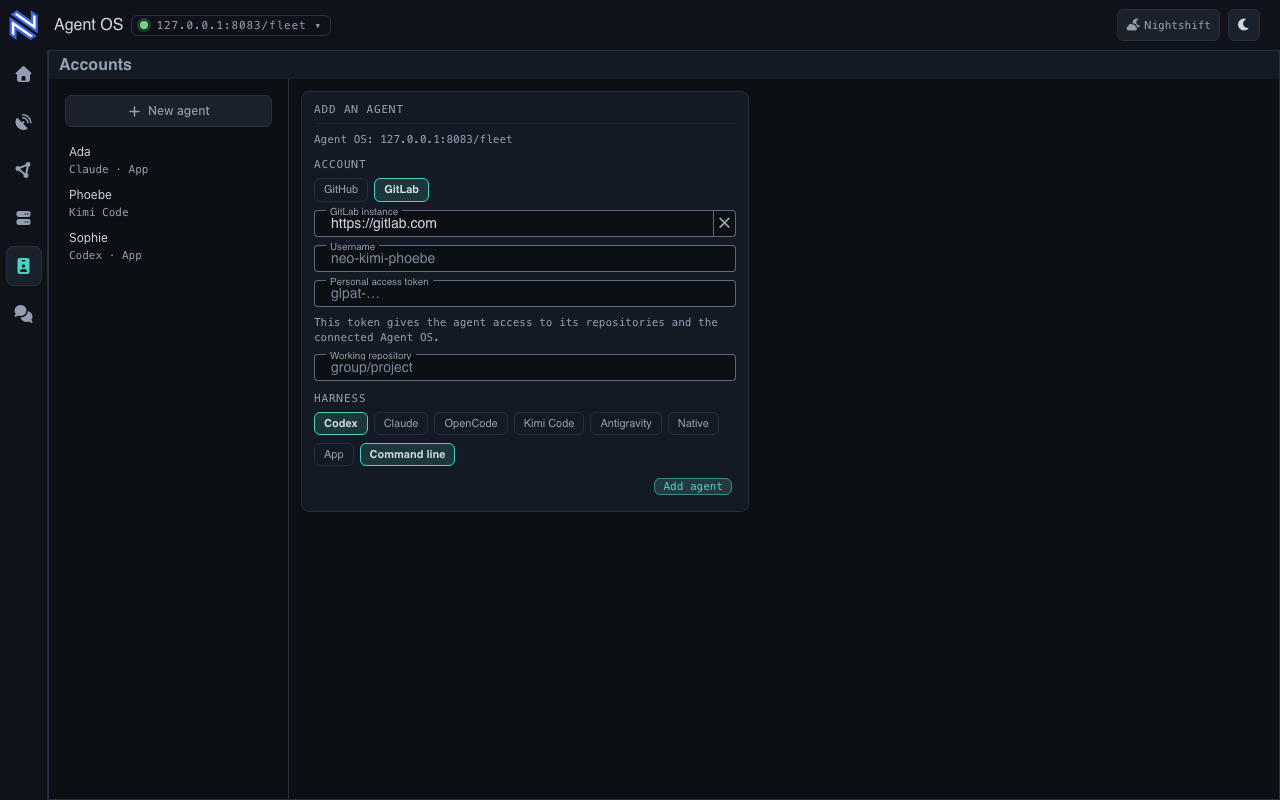 Agent OS
127.0.0.1:8083/fleet ▾
Nightshift
Accounts
+ New agent
Ada
Claude · App
Phoebe
Kimi Code
Sophie
Codex · App
ADD AN AGENT
Agent OS: 127.0.0.1:8083/fleet
ACCOUNT
GitHub
GitLab
GitLab instance
https://gitlab.com
Username
neo-kimi-phoebe
Personal access token
glpat-...
This token gives the agent access to its repositories and the
connected Agent OS.
Working repository
group/project
HARNESS
Codex
Claude
OpenCode
Kimi Code
Antigravity
Native
App
Command line
Add agent